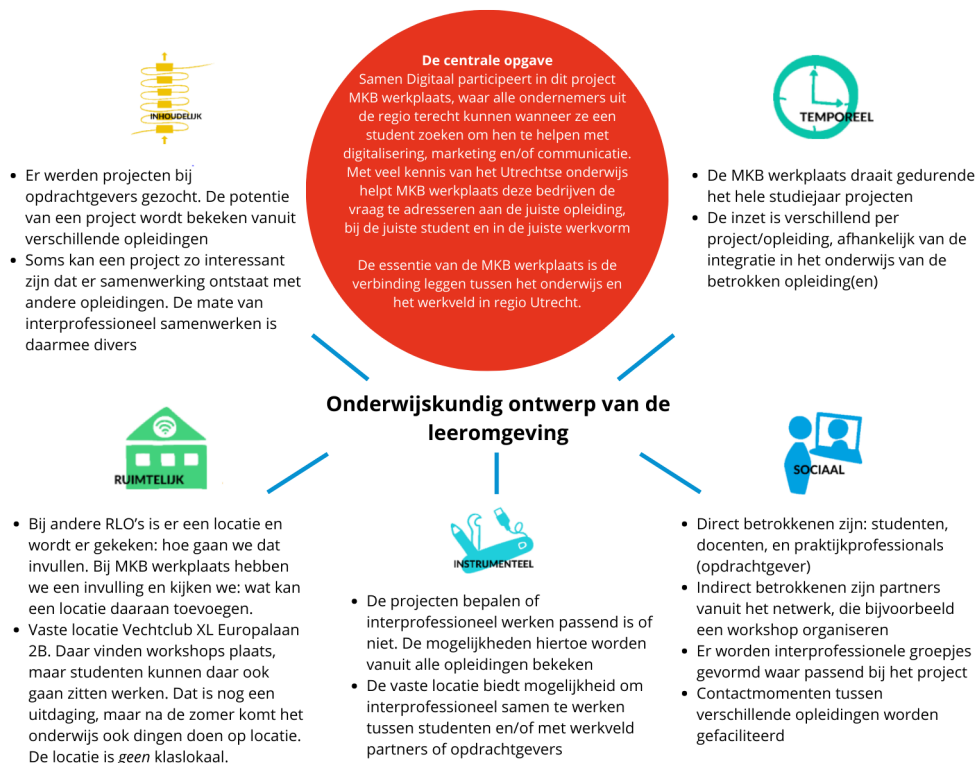 De centrale opgave
Samen Digitaal participeert in dit project
MKB werkplaats, waar alle ondernemers uit
de regio terecht kunnen wanneer ze een
student zoeken om hen te helpen met
digitalisering, marketing en/of communicatie.
Met veel kennis van het Utrechtse onderwijs
helpt MKB werkplaats deze bedrijven de
vraag te adresseren aan de juiste opleiding,
bij de juiste student en in de juiste werkvorm
De essentie van de MKB werkplaats is de
verbinding leggen tussen het onderwijs en
het werkveld in regio Utrecht.
INHOUDELIJK
• Er werden projecten bij
opdrachtgevers gezocht. De potentie
van een project wordt bekeken vanuit
verschillende opleidingen
• Soms kan een project zo interessant
zijn dat er samenwerking ontstaat met
andere opleidingen. De mate van
interprofessioneel samenwerken is
daarmee divers
TEMPOREEL
• De MKB werkplaats draait gedurende
het hele studiejaar projecten
• De inzet is verschillend per
project/opleiding, afhankelijk van de
integratie in het onderwijs van de
betrokken opleiding(en)
Onderwijskundig ontwerp van de
leeromgeving
RUIMTELIJK
• Bij andere RLO's is er een locatie en
wordt er gekeken: hoe gaan we dat
invullen. Bij MKB werkplaats hebben
we een invulling en kijken we: wat kan
een locatie daaraan toevoegen.
• Vaste locatie Vechtclub XL Europalaan
2B. Daar vinden workshops plaats,
maar studenten kunnen daar ook
gaan zitten werken. Dat is nog een
uitdaging, maar na de zomer komt het
onderwijs ook dingen doen op locatie.
De locatie is geen klaslokaal.
INSTRUMENTEEL
• De projecten bepalen of
interprofessioneel werken passend is of
niet. De mogelijkheden hiertoe worden
vanuit alle opleidingen bekeken
• De vaste locatie biedt mogelijkheid om
interprofessioneel samen te werken
tussen studenten en/of met werkveld
partners of opdrachtgevers
SOCIAAL
• Direct betrokkenen zijn: studenten,
docenten, en praktijkprofessionals
(opdrachtgever)
• Indirect betrokkenen zijn partners
vanuit het netwerk, die bijvoorbeeld
een workshop organiseren
• Er worden interprofessionele groepjes
gevormd waar passend bij het project
• Contactmomenten tussen
verschillende opleidingen worden
gefaciliteerd